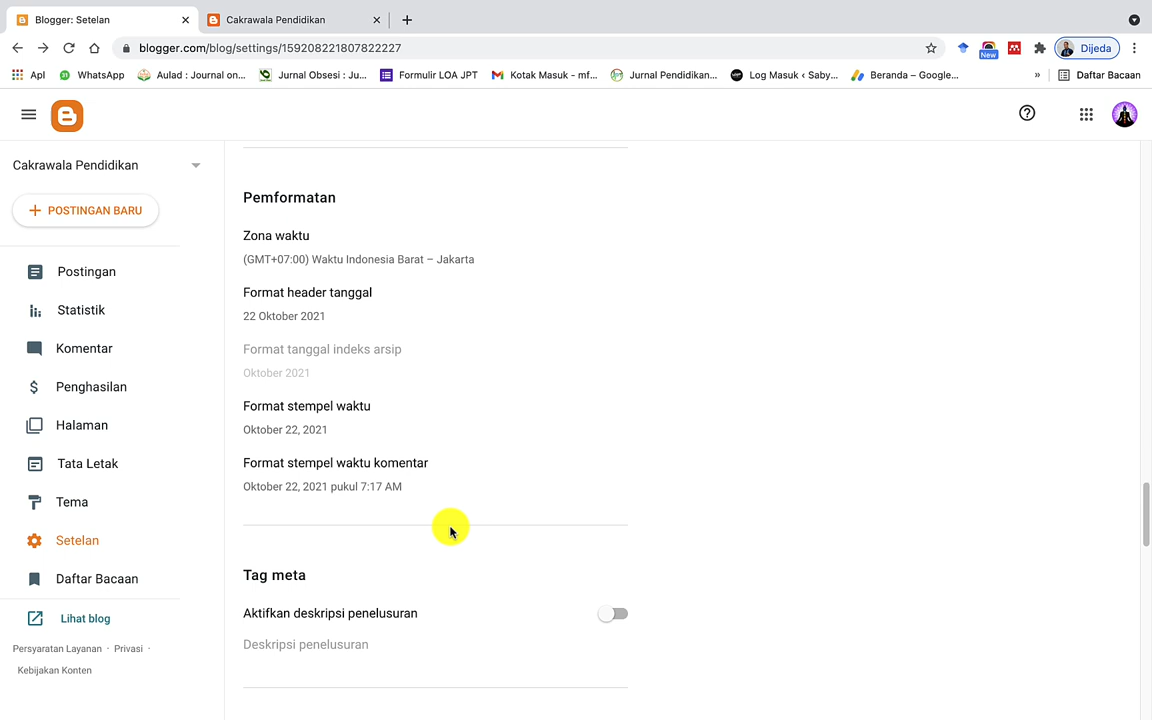 Blogger: Setelan
Cakrawala Pendidikan
blogger.com/blog/settings/159208221807822227
New
Dijeda
Apl
WhatsApp
Aulad : Journal on...
Jurnal Obsesi : Ju...
Formulir LOA JPT
Kotak Masuk - mf...
Jurnal Pendidikan...
Log Masuk ‹ Saby...
Beranda – Google...
»
Daftar Bacaan
Cakrawala Pendidikan
POSTINGAN BARU
Postingan
Statistik
Komentar
Penghasilan
Halaman
Tata Letak
Tema
Setelan
Daftar Bacaan
Lihat blog
Persyaratan Layanan · Privasi ·
Kebijakan Konten
Pemformatan
Zona waktu
(GMT+07:00) Waktu Indonesia Barat – Jakarta
Format header tanggal
22 Oktober 2021
Format tanggal indeks arsip
Oktober 2021
Format stempel waktu
Oktober 22, 2021
Format stempel waktu komentar
Oktober 22, 2021 pukul 7:17 AM
Tag meta
Aktifkan deskripsi penelusuran
Deskripsi penelusuran